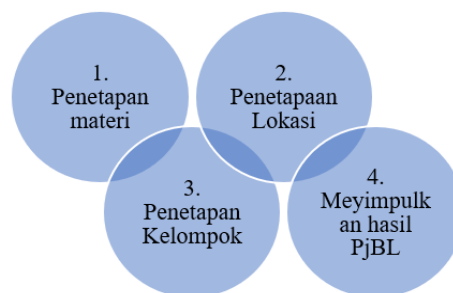 1.
Penetapan
materi
2.
Penetapaan
Lokasi
3.
Penetapan
Kelompok
4.
Meyimpulk
an hasil
PjBL